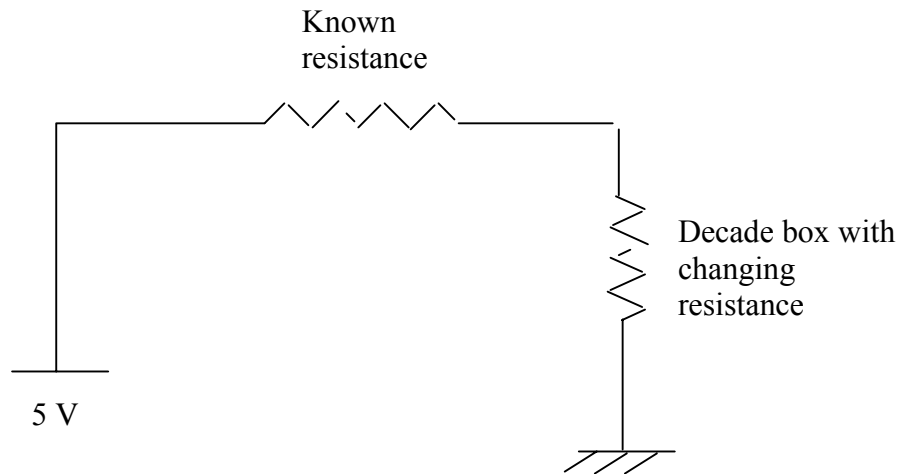 Known
resistance
Decade box with
changing
resistance
5 V